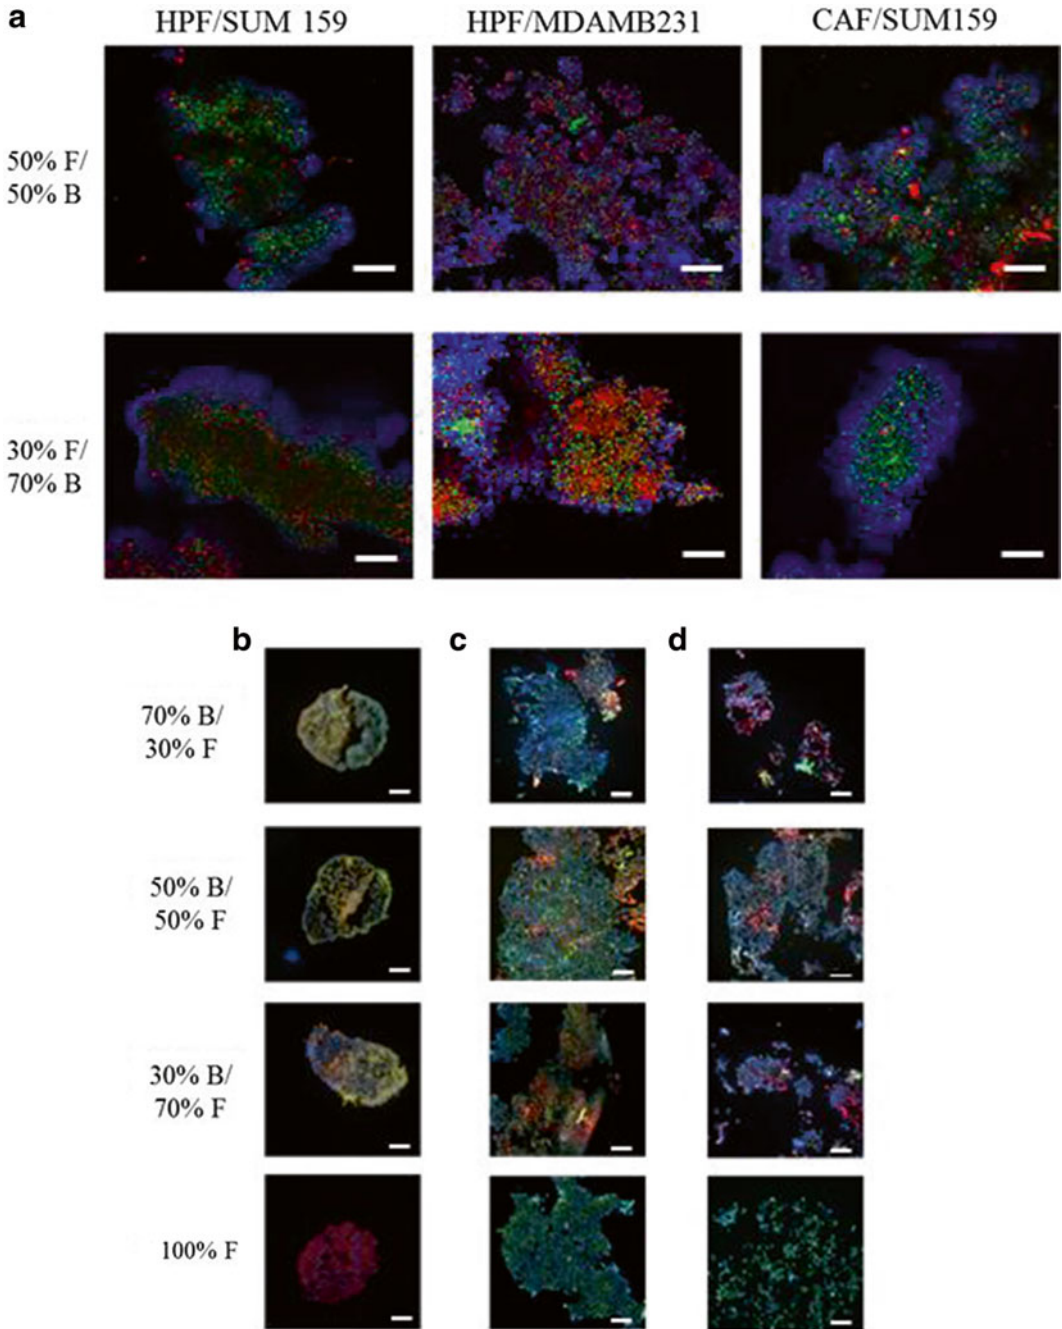 a
HPF/SUM 159
HPF/MDAMB231
CAF/SUM159
50% F/
50% B
30% F/
70% B
b
c
d
70% B/
30% F
50% B/
50% F
30% B/
70% F
100% F